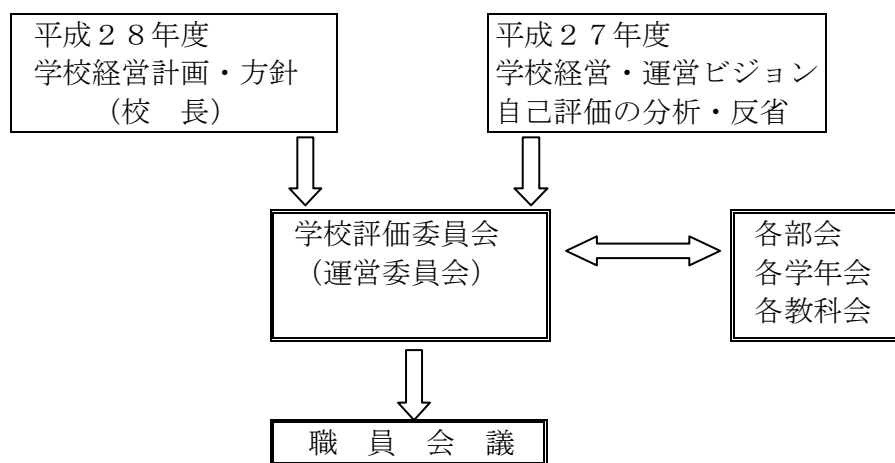 平成２８年度
学校経営計画・方針
（校　長）
平成２７年度
学校経営・運営ビジョン
自己評価の分析・反省
学校評価委員会
（運営委員会）
各部会
各学年会
各教科会
職　員　会　議